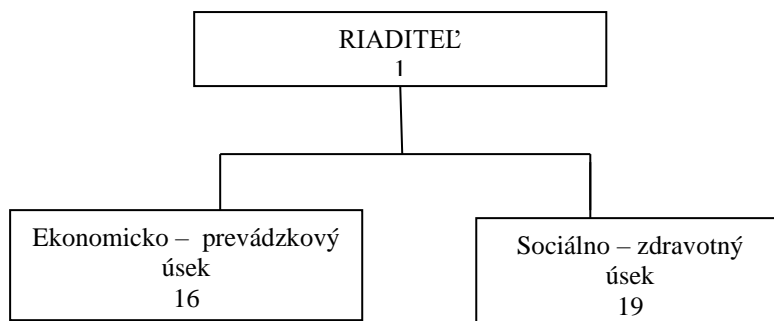 RIADITEĽ
1
Ekonomicko – prevádzkový
úsek
16
Sociálno – zdravotný
úsek
19